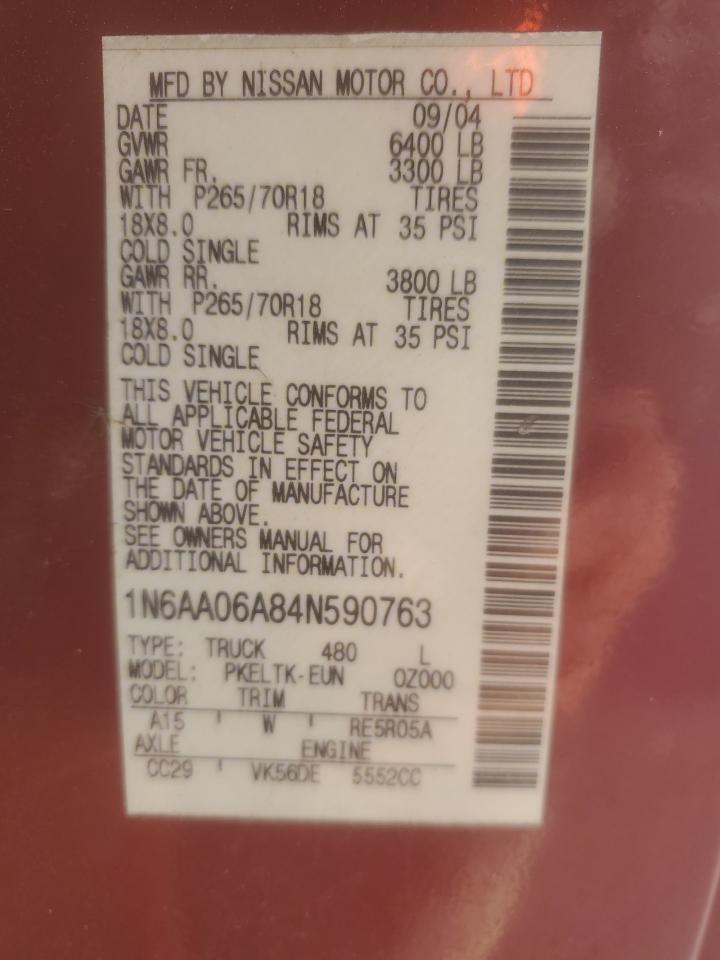 MFD BY NISSAN MOTOR CO., LTD
DATE 09/04
GVWR 6400 LB
GAWR FR. 3300 LB
WITH P265/70R18 TIRES
18X8.0 RIMS AT 35 PSI
COLD SINGLE
GAWR RR. 3800 LB
WITH P265/70R18 TIRES
18X8.0 RIMS AT 35 PSI
COLD SINGLE
THIS VEHICLE CONFORMS TO
ALL APPLICABLE FEDERAL
MOTOR VEHICLE SAFETY
STANDARDS IN EFFECT ON
THE DATE OF MANUFACTURE
SHOWN ABOVE.
SEE OWNERS MANUAL FOR
ADDITIONAL INFORMATION.
1N6AA06A84N590763
TYPE: TRUCK 480 L
MODEL: PKELTK-EUN 0Z000
COLOR TRIM TRANS
A15 W RE5R05A
AXLE ENGINE
CC29 VK56DE 5552CC